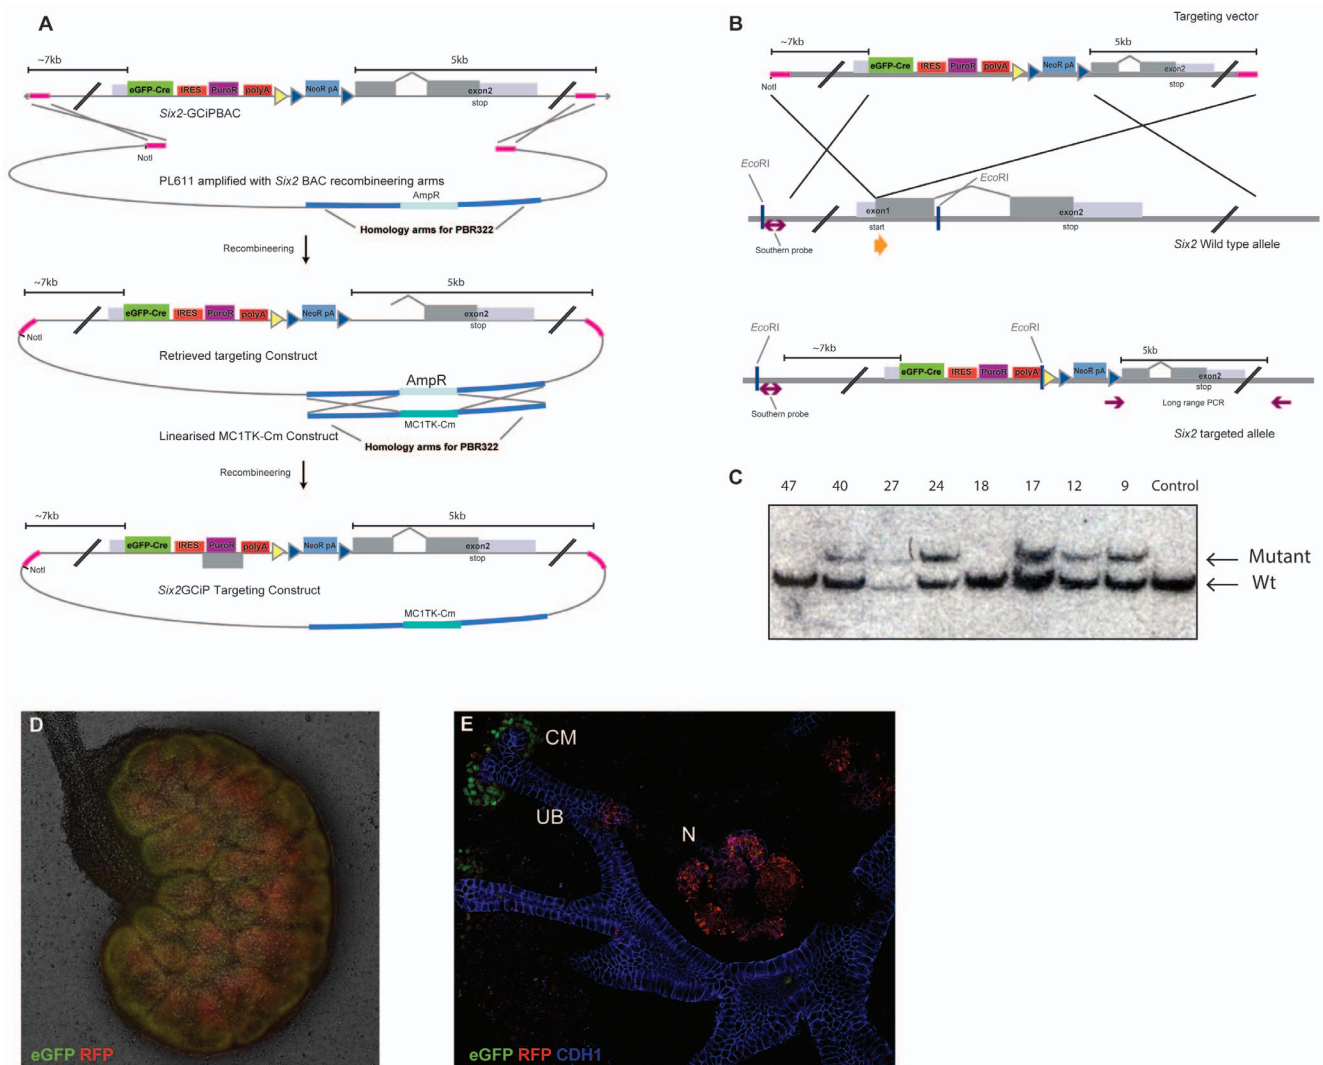 A
~7kb
5kb
eGFP-Cre IRES PuroR polyA NeoR pA exon2
stop
Six2-GCiPBAC
NotI
PL611 amplified with Six2 BAC recombineering arms
AmpR
Homology arms for PBR322
Recombineering
~7kb
5kb
eGFP-Cre IRES PuroR polyA NeoR pA exon2
stop
NotI
Retrieved targeting Construct
AmpR
MC1TK-Cm
Linearised MC1TK-Cm Construct
Homology arms for PBR322
Recombineering
~7kb
5kb
eGFP-Cre IRES PuroR polyA NeoR pA exon2
stop
NotI
Six2GCiP Targeting Construct
MC1TK-Cm
B
Targeting vector
~7kb
5kb
eGFP-Cre IRES PuroR polyA NeoR pA exon2
stop
NotI
EcoRI
EcoRI
exon1
exon2
start
stop
Southern probe
Six2 Wild type allele
EcoRI
~7kb
EcoRI
5kb
eGFP-Cre IRES PuroR polyA NeoR pA exon2
stop
Southern probe
Long range PCR
Six2 targeted allele
C
47 40 27 24 18 17 12 9 Control
Mutant
Wt
D
eGFP RFP
E
CM
UB
N
eGFP RFP CDH1